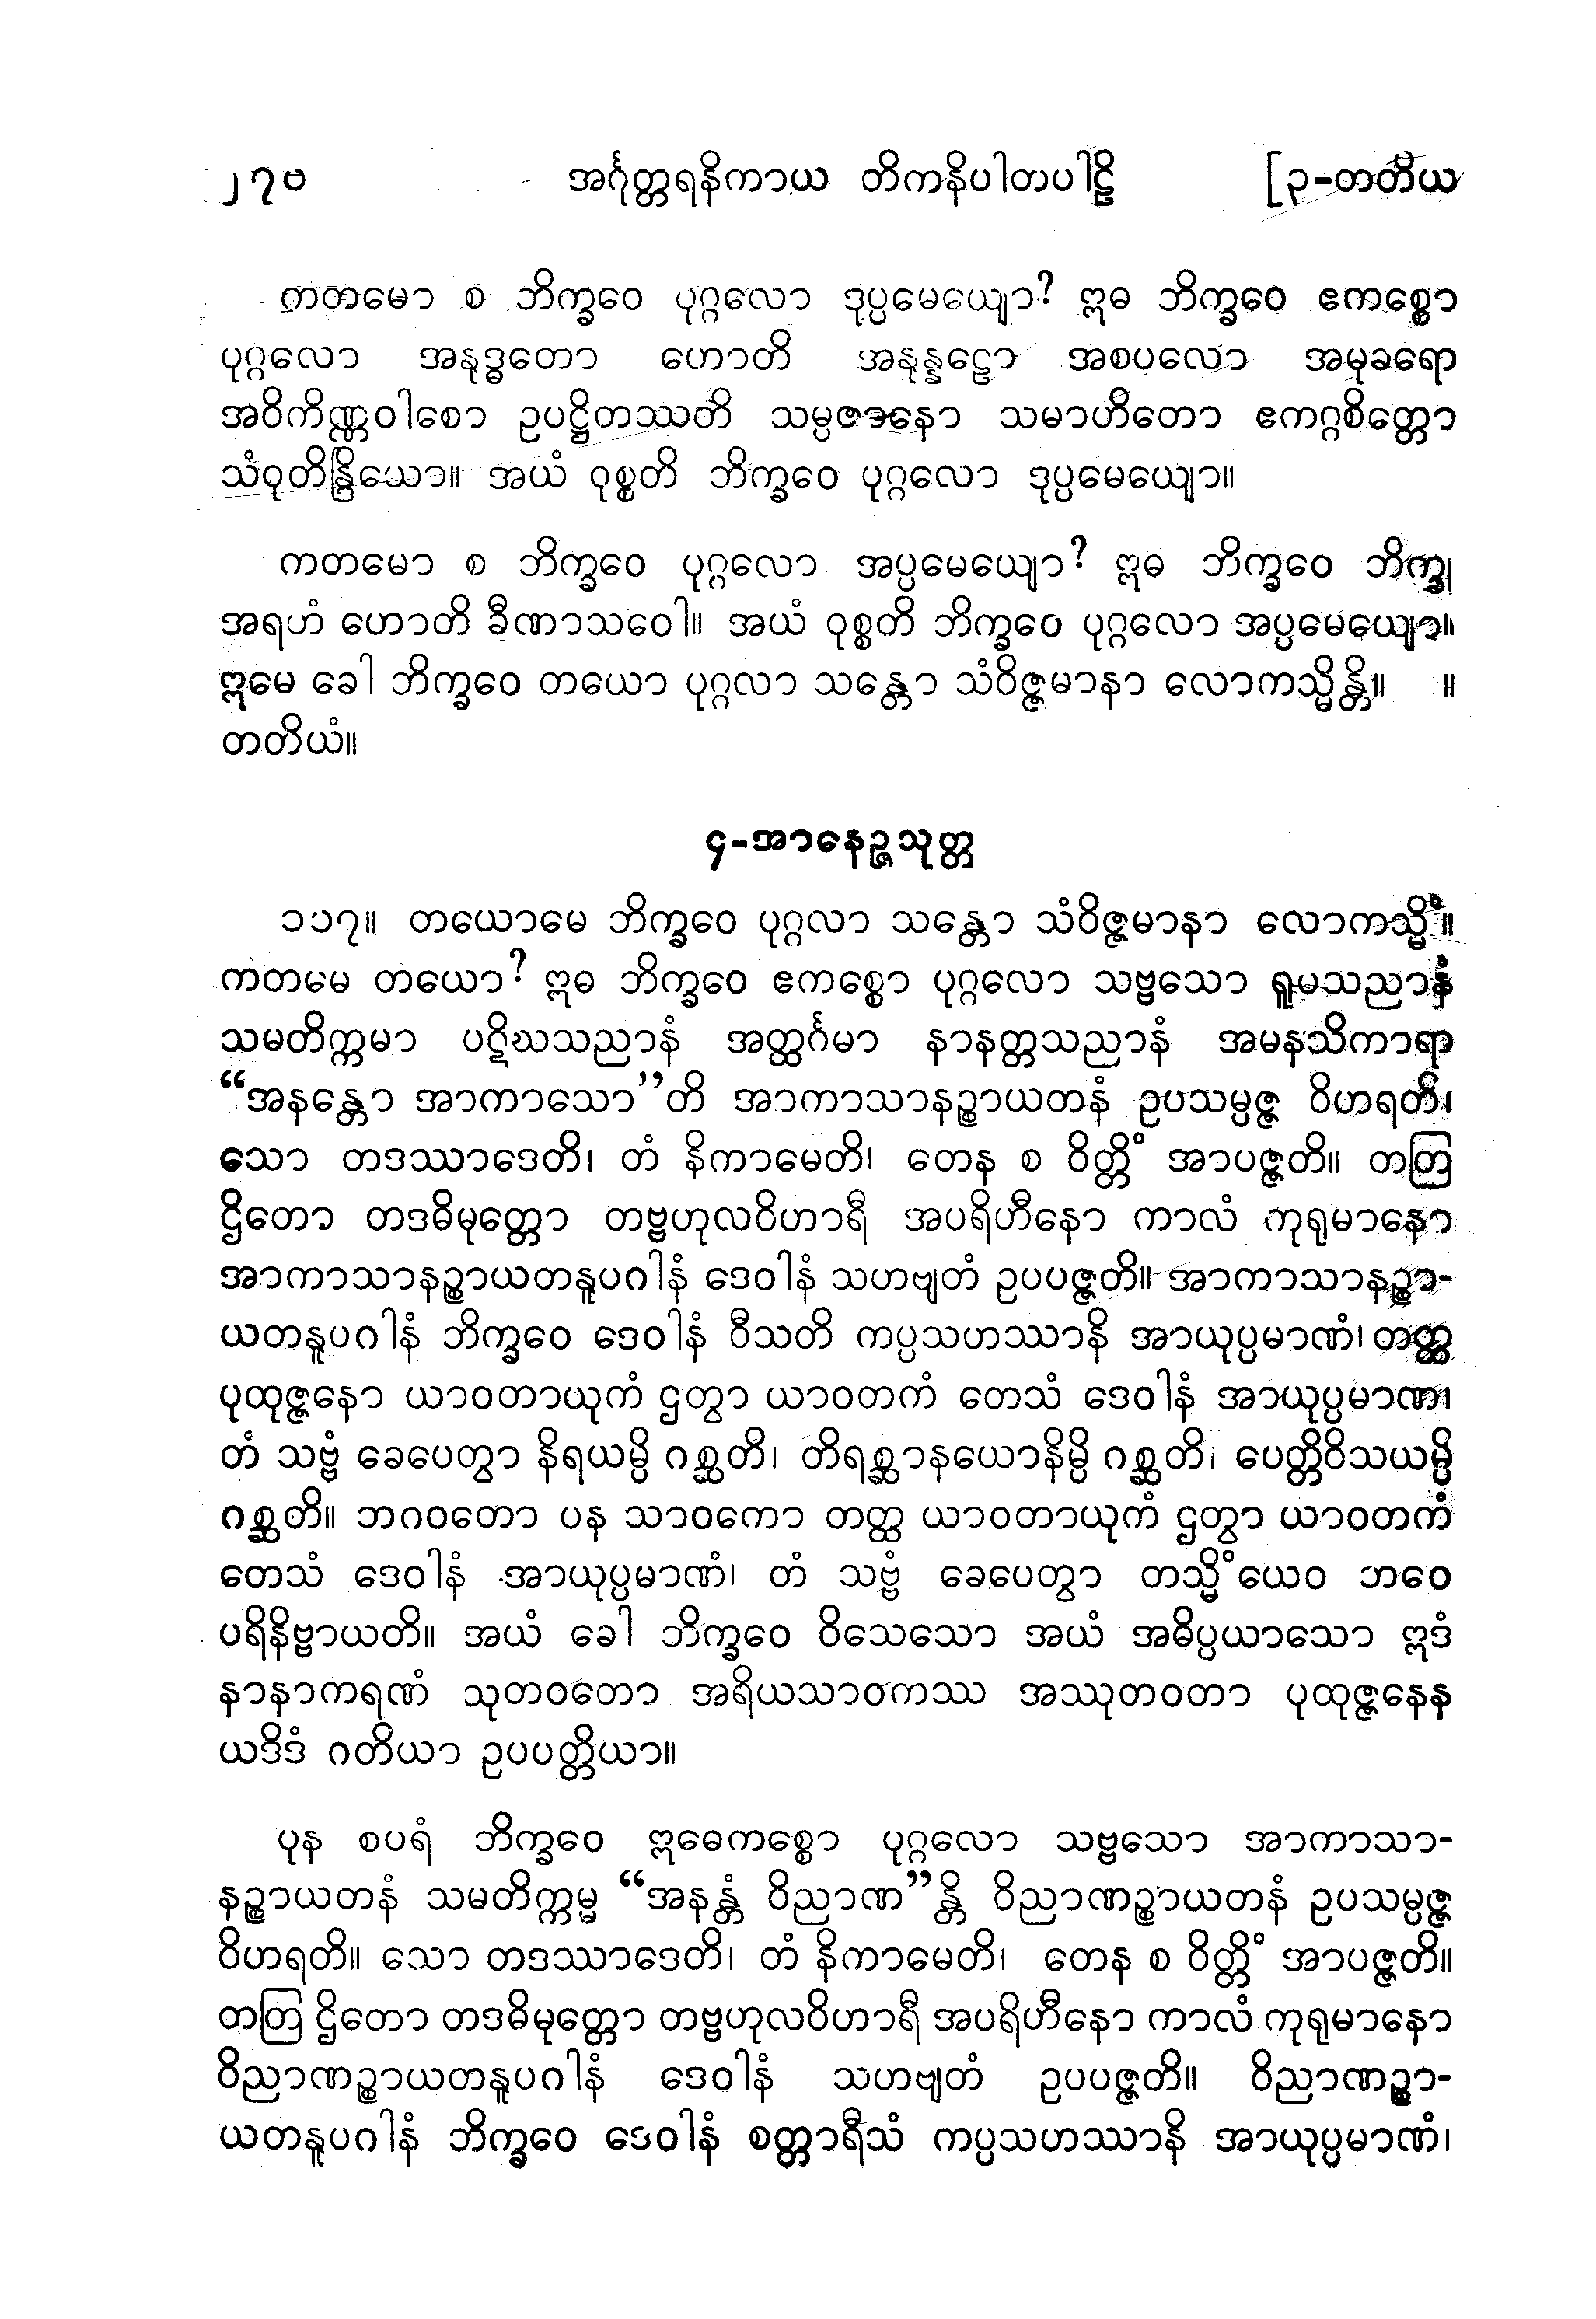 ၂၇၀ အင်္ဂုတ္တရနိကာယ တိကနိပါတပါဠိ [၃-တတိယ
ကတမော စ ဘိက္ခဝေ ပုဂ္ဂလော ဒုပ္ပမေယျော? ဣဓ ဘိက္ခဝေ ဧကစ္စော
ပုဂ္ဂလော အနုဒ္ဓတော ဟောတိ အနုန္နဠော အစပလော အမုခရော
အဝိကိဏ္ဏဝါစော ဥပဋ္ဌိတဿတိ သမ္ပဇာနော သမာဟိတော ဧကဂ္ဂစိတ္တော
သံဝုတိန္ဒြိယော။ အယံ ဝုစ္စတိ ဘိက္ခဝေ ပုဂ္ဂလော ဒုပ္ပမေယျော။
ကတမော စ ဘိက္ခဝေ ပုဂ္ဂလော အပ္ပမေယျော? ဣဓ ဘိက္ခဝေ ဘိက္ခု
အရဟံ ဟောတိ ခီဏာသဝေါ။ အယံ ဝုစ္စတိ ဘိက္ခဝေ ပုဂ္ဂလော အပ္ပမေယျော။
ဣမေ ခေါ ဘိက္ခဝေ တယော ပုဂ္ဂလာ သန္တော သံဝိဇ္ဇမာနာ လောကသ္မိန္တိ။ ။
တတိယံ။
၄-အာနေဉ္ဇသုတ္တ
၁၁၇။ တယောမေ ဘိက္ခဝေ ပုဂ္ဂလာ သန္တော သံဝိဇ္ဇမာနာ လောကသ္မိံ။
ကတမေ တယော? ဣဓ ဘိက္ခဝေ ဧကစ္စော ပုဂ္ဂလော သဗ္ဗသော ရူပသညာနံ
သမတိက္ကမာ ပဋိဃသညာနံ အတ္ထင်္ဂမာ နာနတ္တသညာနံ အမနသိကာရာ
“အနန္တော အာကာသော”တိ အာကာသာနဉ္စာယတနံ ဥပသမ္ပဇ္ဇ ဝိဟရတိ၊
သော တဒဿာဒေတိ၊ တံ နိကာမေတိ၊ တေန စ ဝိတ္တိံ အာပဇ္ဇတိ။ တတြ
ဌိတော တဒဓိမုတ္တော တဗ္ဗဟုလဝိဟာရီ အပရိဟီနော ကာလံ ကုရုမာနော
အာကာသာနဉ္စာယတနူပဂါနံ ဒေဝါနံ သဟဗျတံ ဥပပဇ္ဇတိ။ အာကာသာနဉ္စာ-
ယတနူပဂါနံ ဘိက္ခဝေ ဒေဝါနံ ဝီသတိ ကပ္ပသဟဿာနိ အာယုပ္ပမာဏံ၊ တတ္ထ
ပုထုဇ္ဇနော ယာဝတာယုကံ ဌတွာ ယာဝတကံ တေသံ ဒေဝါနံ အာယုပ္ပမာဏံ၊
တံ သဗ္ဗံ ခေပေတွာ နိရယမ္ပိ ဂစ္ဆတိ၊ တိရစ္ဆာနယောနိမ္ပိ ဂစ္ဆတိ၊ ပေတ္တိဝိသယမ္ပိ
ဂစ္ဆတိ။ ဘဂဝတော ပန သာဝကော တတ္ထ ယာဝတာယုကံ ဌတွာ ယာဝတကံ
တေသံ ဒေဝါနံ အာယုပ္ပမာဏံ၊ တံ သဗ္ဗံ ခေပေတွာ တသ္မိံယေဝ ဘဝေ
ပရိနိဗ္ဗာယတိ။ အယံ ခေါ ဘိက္ခဝေ ဝိသေသော အယံ အဓိပ္ပယာသော ဣဒံ
နာနာကရဏံ သုတဝတော အရိယသာဝကဿ အဿုတဝတာ ပုထုဇ္ဇနေန
ယဒိဒံ ဂတိယာ ဥပပတ္တိယာ။
ပုန စပရံ ဘိက္ခဝေ ဣဓေကစ္စော ပုဂ္ဂလော သဗ္ဗသော အာကာသာ-
နဉ္စာယတနံ သမတိက္ကမ္မ “အနန္တံ ဝိညာဏ”န္တိ ဝိညာဏဉ္စာယတနံ ဥပသမ္ပဇ္ဇ
ဝိဟရတိ။ သော တဒဿာဒေတိ၊ တံ နိကာမေတိ၊ တေန စ ဝိတ္တိံ အာပဇ္ဇတိ။
တတြ ဌိတော တဒဓိမုတ္တော တဗ္ဗဟုလဝိဟာရီ အပရိဟီနော ကာလံ ကုရုမာနော
ဝိညာဏဉ္စာယတနူပဂါနံ ဒေဝါနံ သဟဗျတံ ဥပပဇ္ဇတိ။ ဝိညာဏဉ္စာ-
ယတနူပဂါနံ ဘိက္ခဝေ ဒေဝါနံ စတ္တာရီသံ ကပ္ပသဟဿာနိ အာယုပ္ပမာဏံ၊